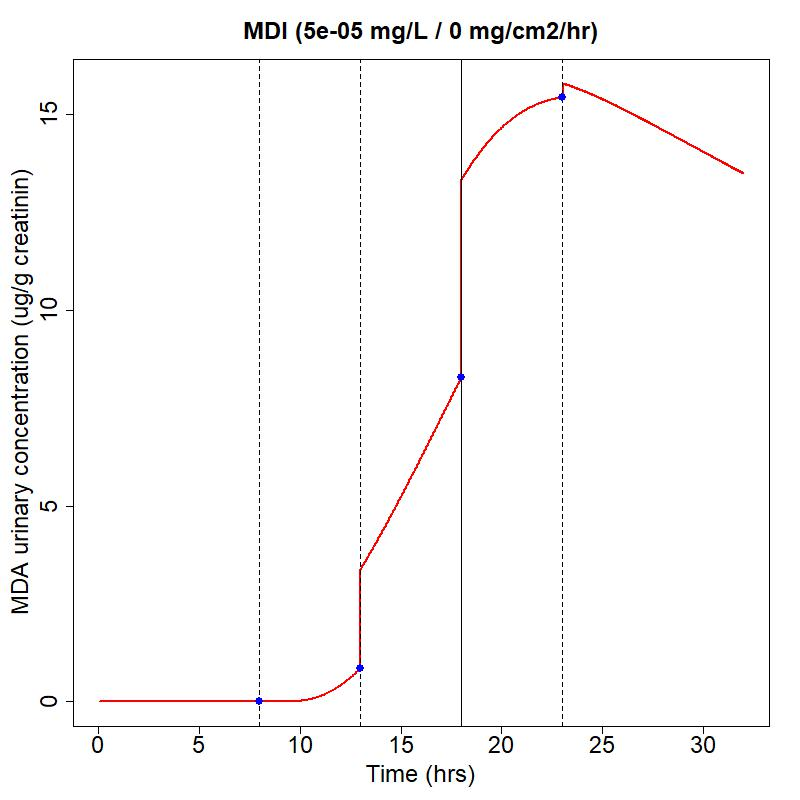 MDI (5e-05 mg/L / 0 mg/cm2/hr)
MDA urinary concentration (ug/g creatinin)
15
10
5
0
0 5 10 15 20 25 30
Time (hrs)